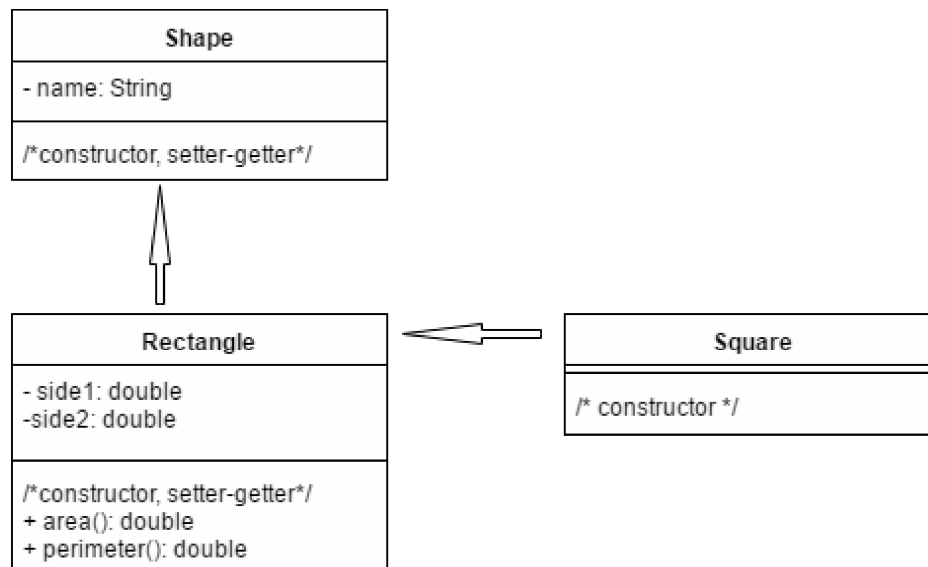 Shape
- name: String
/*constructor, setter-getter*/
Rectangle
- side1: double
-side2: double
/*constructor, setter-getter*/
+ area(): double
+ perimeter(): double
Square
/* constructor */